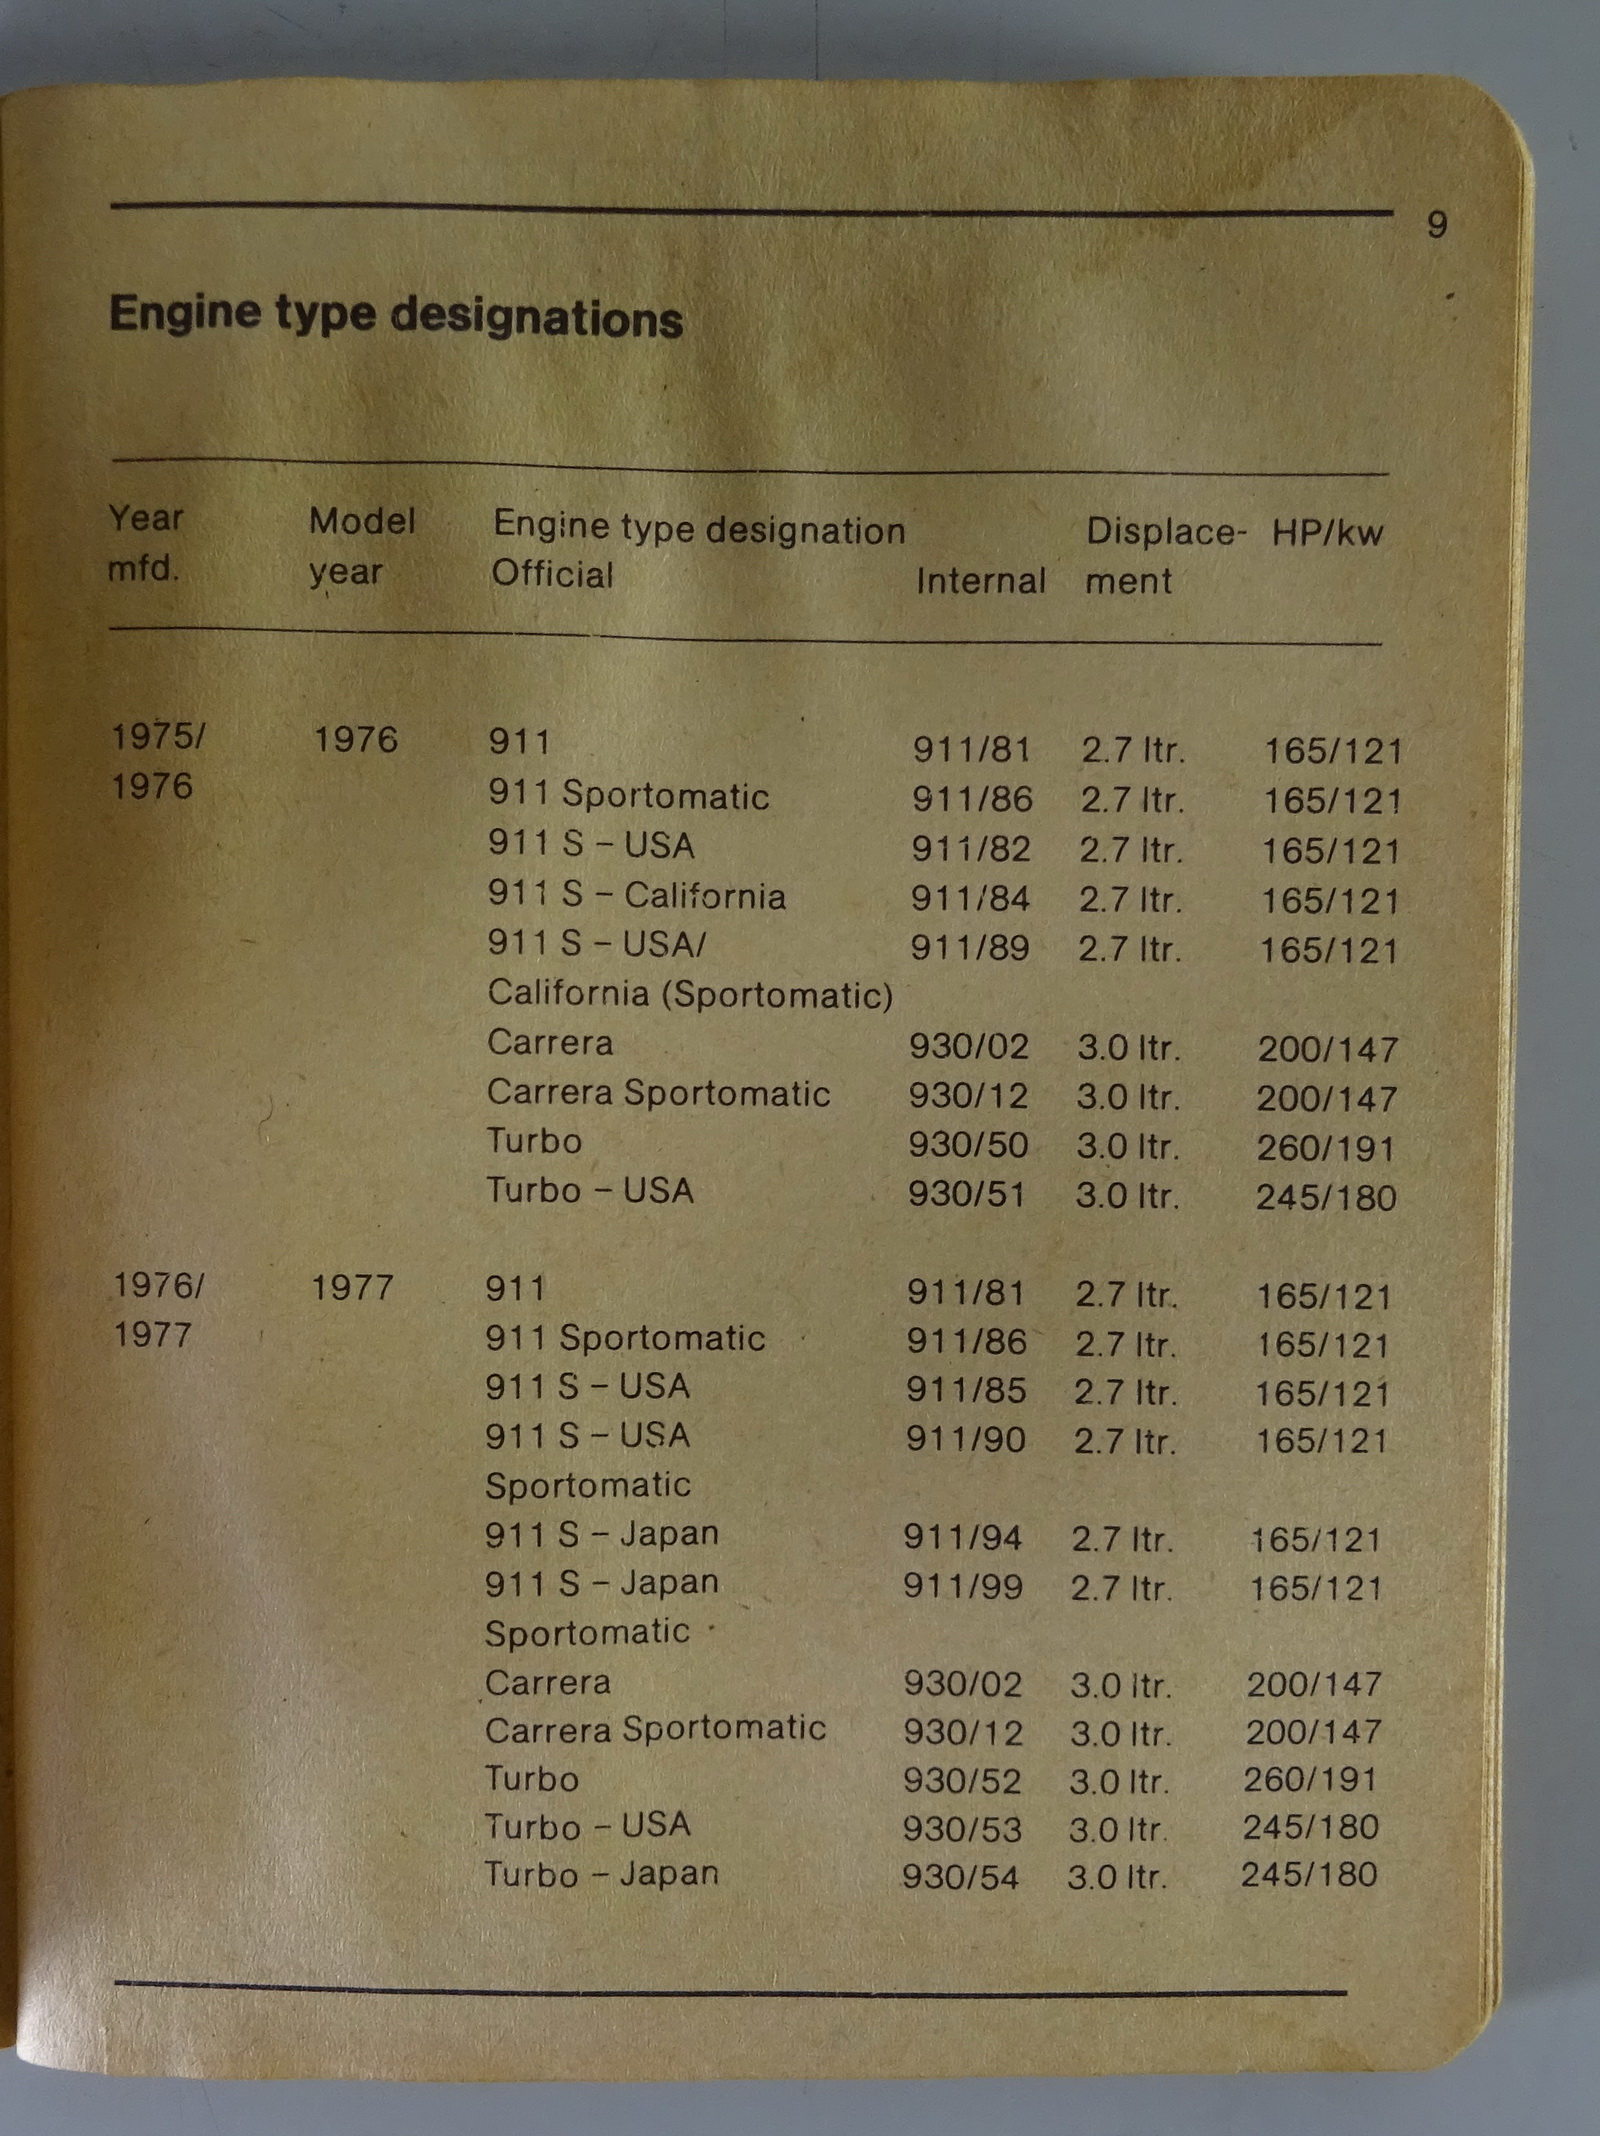 9
Engine type designations
Year Model Engine type designation Displace- HP/kw
mfd. year Official Internal ment
1975/ 1976 911 911/81 2.7 ltr. 165/121
1976 911 Sportomatic 911/86 2.7 ltr. 165/121
911 S – USA 911/82 2.7 ltr. 165/121
911 S – California 911/84 2.7 ltr. 165/121
911 S – USA/ 911/89 2.7 ltr. 165/121
California (Sportomatic)
Carrera 930/02 3.0 ltr. 200/147
Carrera Sportomatic 930/12 3.0 ltr. 200/147
Turbo 930/50 3.0 ltr. 260/191
Turbo – USA 930/51 3.0 ltr. 245/180
1976/ 1977 911 911/81 2.7 ltr. 165/121
1977 911 Sportomatic 911/86 2.7 ltr. 165/121
911 S – USA 911/85 2.7 ltr. 165/121
911 S – USA 911/90 2.7 ltr. 165/121
Sportomatic
911 S – Japan 911/94 2.7 ltr. 165/121
911 S – Japan 911/99 2.7 ltr. 165/121
Sportomatic
Carrera 930/02 3.0 ltr. 200/147
Carrera Sportomatic 930/12 3.0 ltr. 200/147
Turbo 930/52 3.0 ltr. 260/191
Turbo – USA 930/53 3.0 ltr. 245/180
Turbo – Japan 930/54 3.0 ltr. 245/180